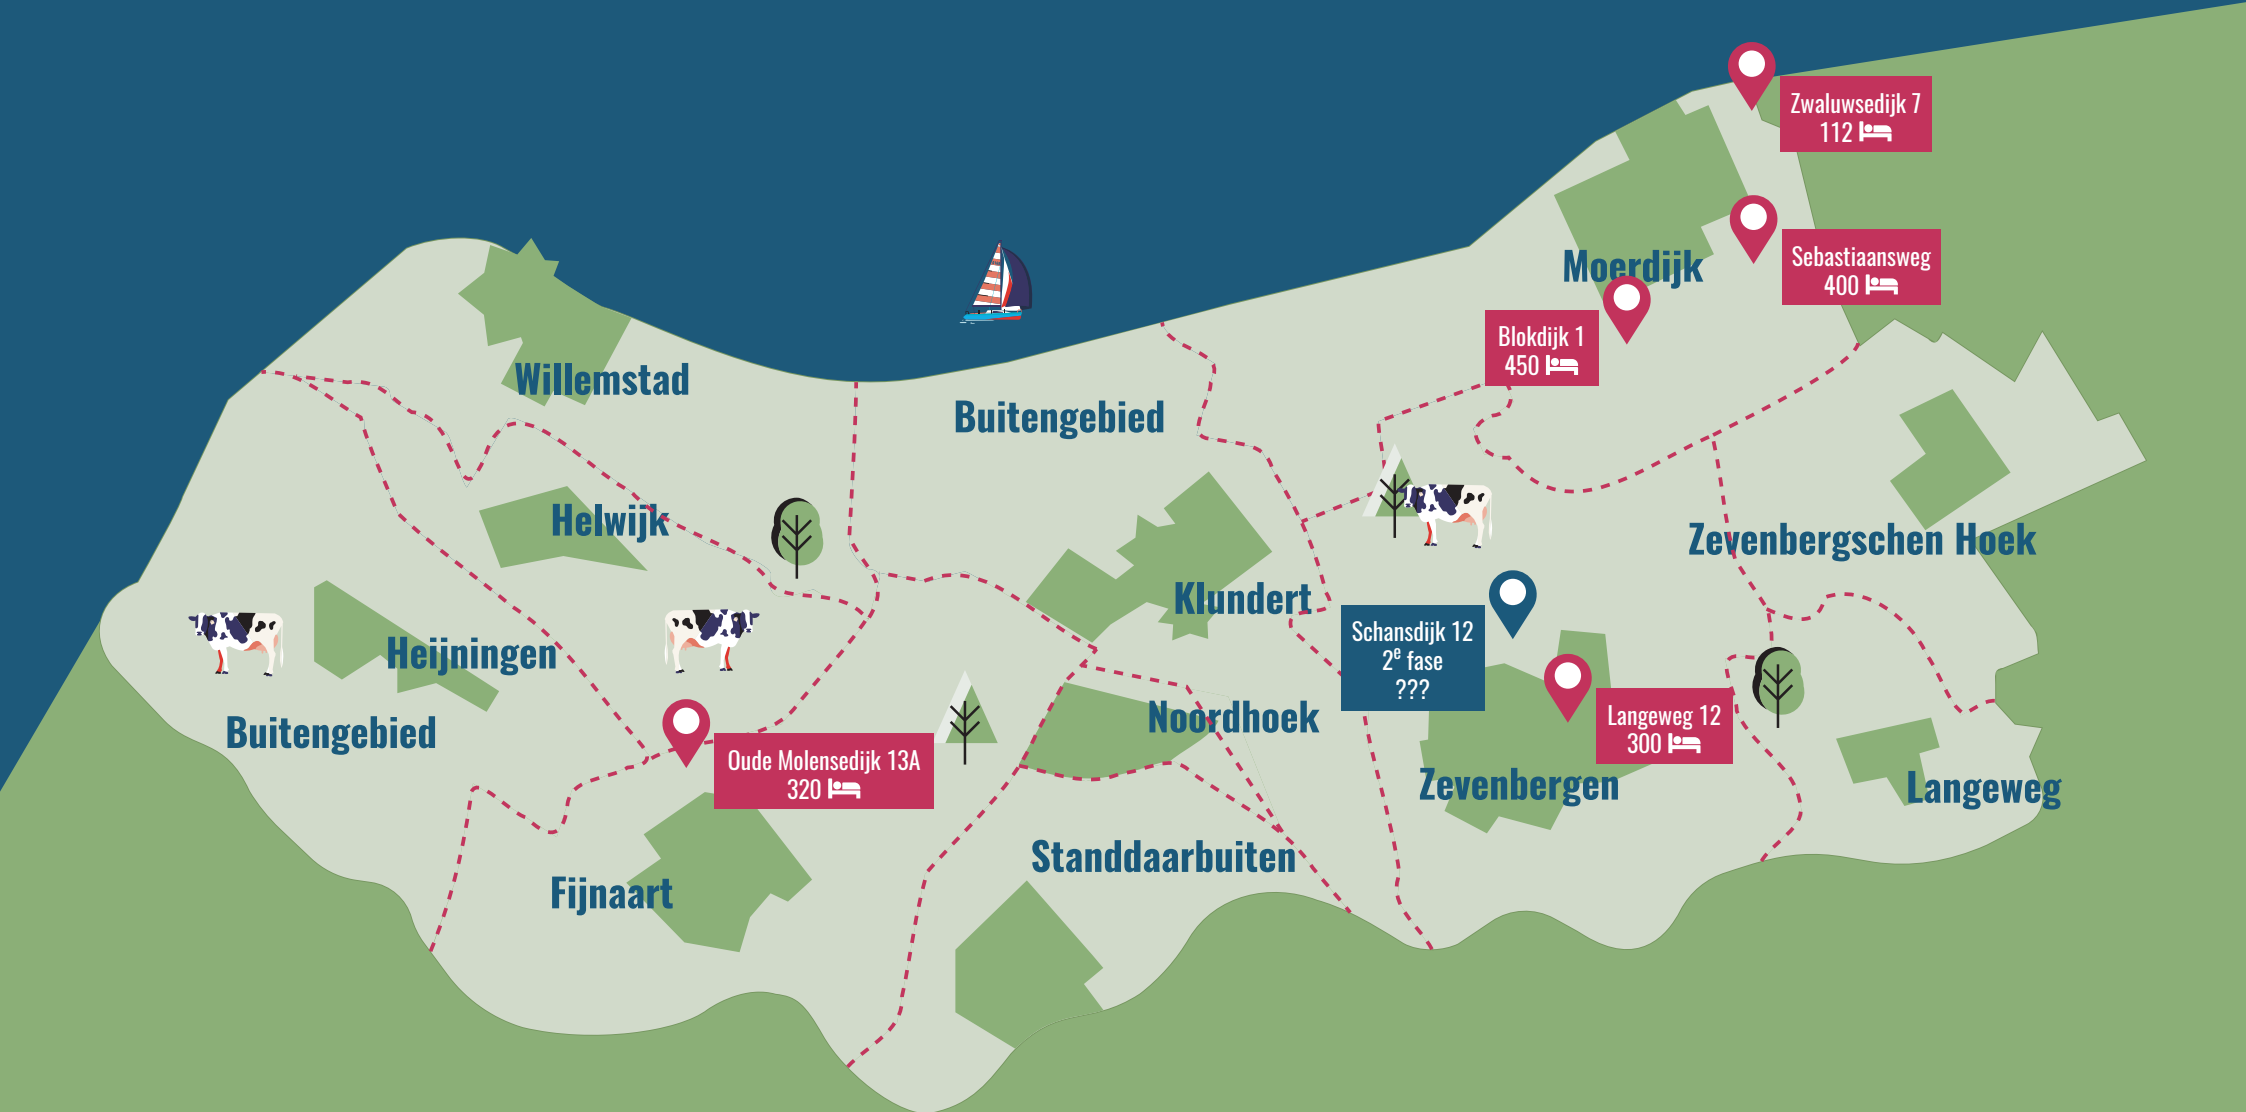 Zwaluwsedijk 7
112
Sebastiaansweg
400
Moerdijk
Blokdijk 1
450
Willemstad
Buitengebied
Helwijk
Zevenbergschen Hoek
Klundert
Schansdijk 12
2e fase
???
Heijningen
Buitengebied
Noordhoek
Langeweg 12
300
Oude Molensedijk 13A
320
Zevenbergen
Langeweg
Standdaarbuiten
Fijnaart